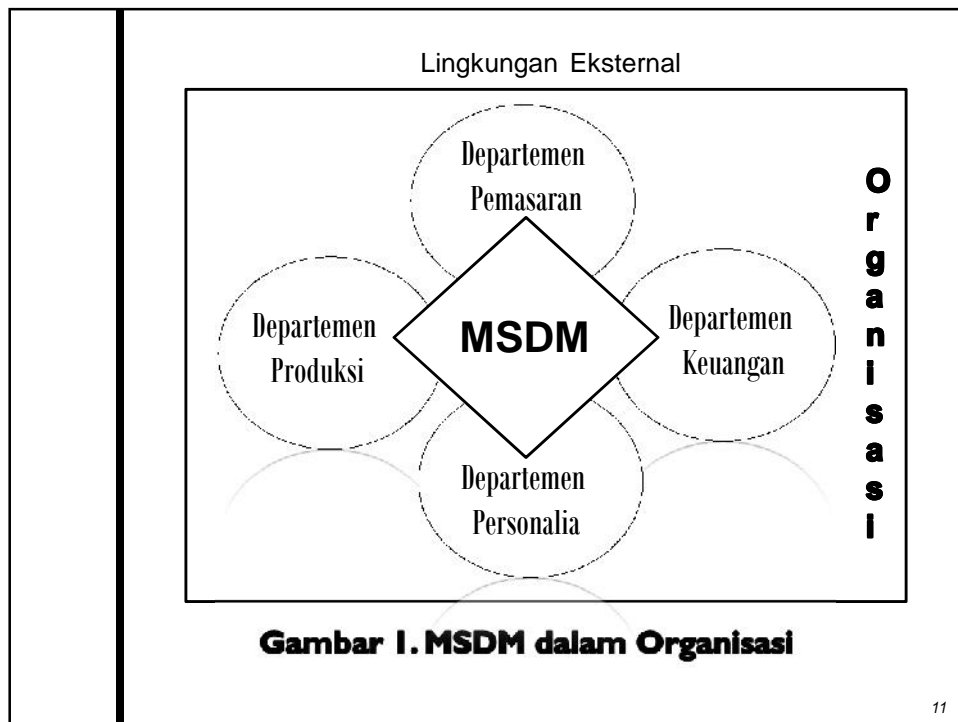 Lingkungan Eksternal
Departemen
Pemasaran
Departemen
Produksi
MSDM
Departemen
Keuangan
Departemen
Personalia
O
r
g
a
n
i
s
a
s
i
Gambar 1. MSDM dalam Organisasi
11